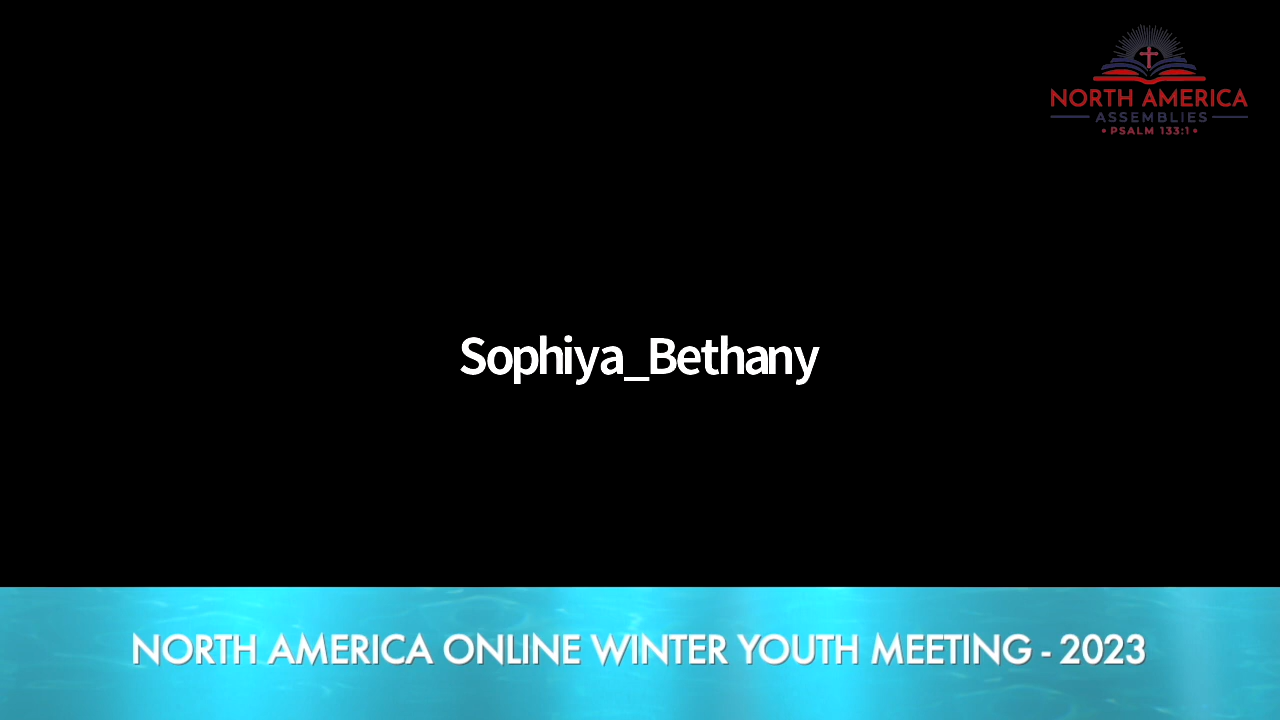 NORTH AMERICA
ASSEMBLIES
• PSALM 133:1 •
Sophiya_Bethany
NORTH AMERICA ONLINE WINTER YOUTH MEETING - 2023